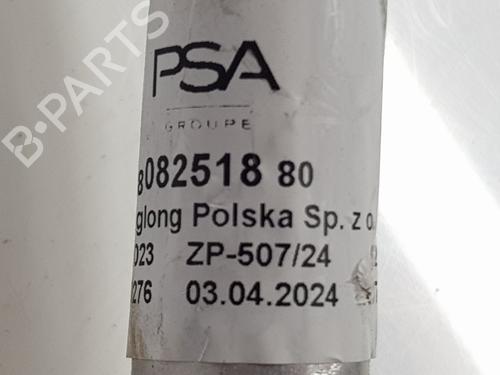 PSA
GROUPE
8082518 80
glong Polska Sp. z o
023 ZP-507/24
276 03.04.2024
B-PARTS